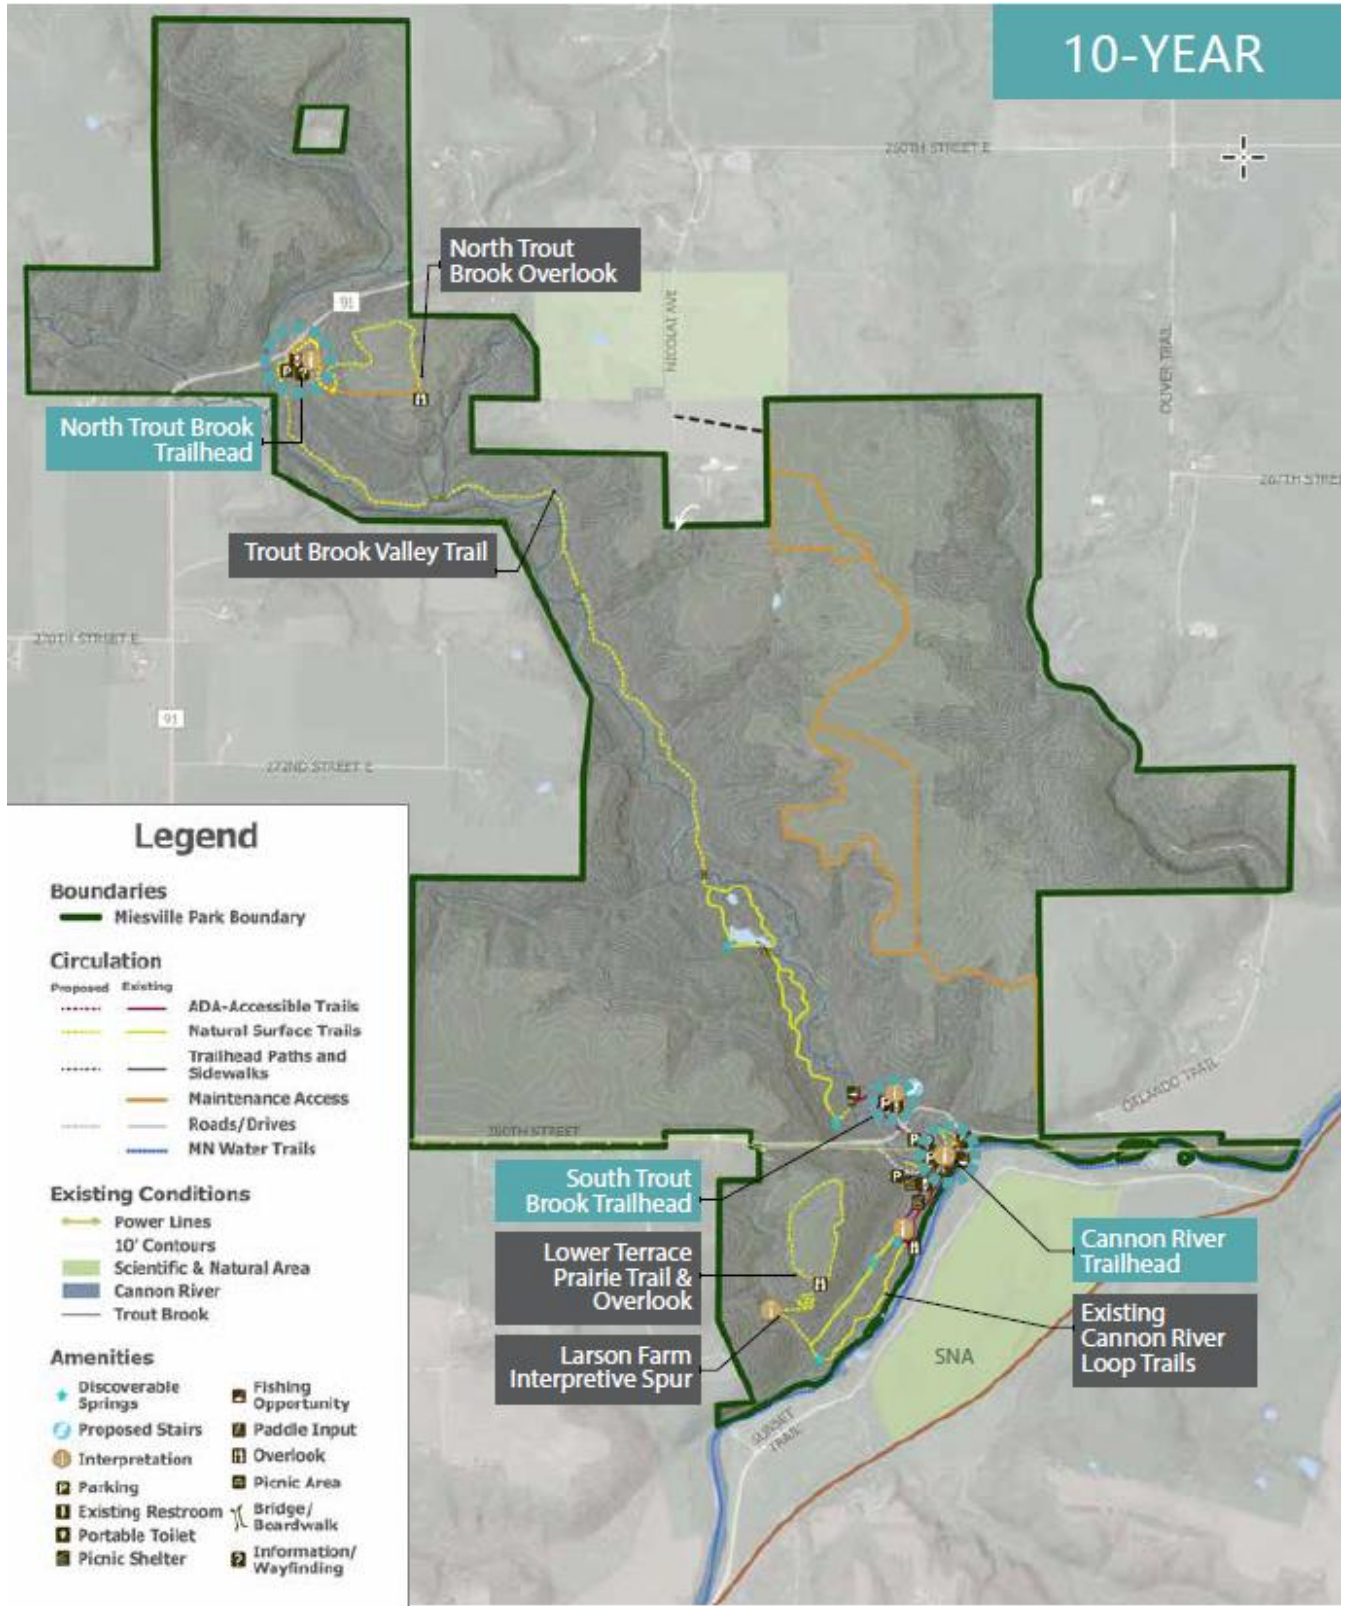 10-YEAR
260TH STREET E
North Trout
Brook Overlook
91
NICOLAI AVE
OLIVER TRAIL
North Trout Brook
Trailhead
267TH STREE
Trout Brook Valley Trail
270TH STREET E
91
272ND STREET E
Legend
Boundaries
Miesville Park Boundary
Circulation
Proposed Existing
ADA-Accessible Trails
Natural Surface Trails
Trailhead Paths and
Sidewalks
Maintenance Access
Roads/Drives
MN Water Trails
Existing Conditions
Power Lines
10' Contours
Scientific & Natural Area
Cannon River
Trout Brook
Amenities
Discoverable
Springs
Proposed Stairs
Interpretation
Parking
Existing Restroom
Portable Toilet
Picnic Shelter
Fishing
Opportunity
Paddle Input
Overlook
Picnic Area
Bridge/
Boardwalk
Information/
Wayfinding
ORLANDO TRAIL
280TH STREET
P
P
P
P
P
South Trout
Brook Trailhead
Lower Terrace
Prairie Trail &
Overlook
Larson Farm
Interpretive Spur
Cannon River
Trailhead
Existing
Cannon River
Loop Trails
SNA
SUNSET
TRAIL